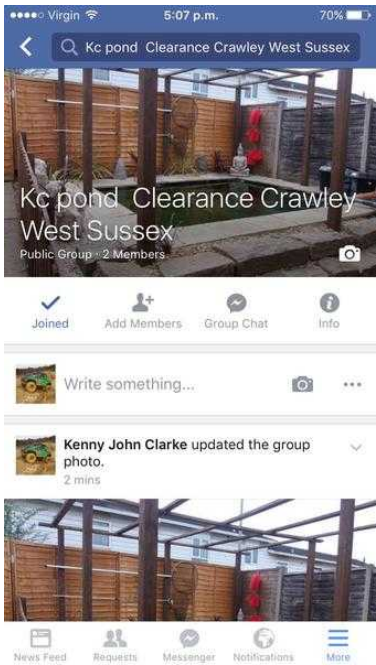 Virgin 5:07 p.m. 70%
Kc pond Clearance Crawley West Sussex
Kc pond Clearance Crawley
West Sussex
Public Group · 2 Members
Joined Add Members Group Chat Info
Write something...
Kenny John Clarke updated the group
photo.
2 mins
News Feed Requests Messenger Notifications More